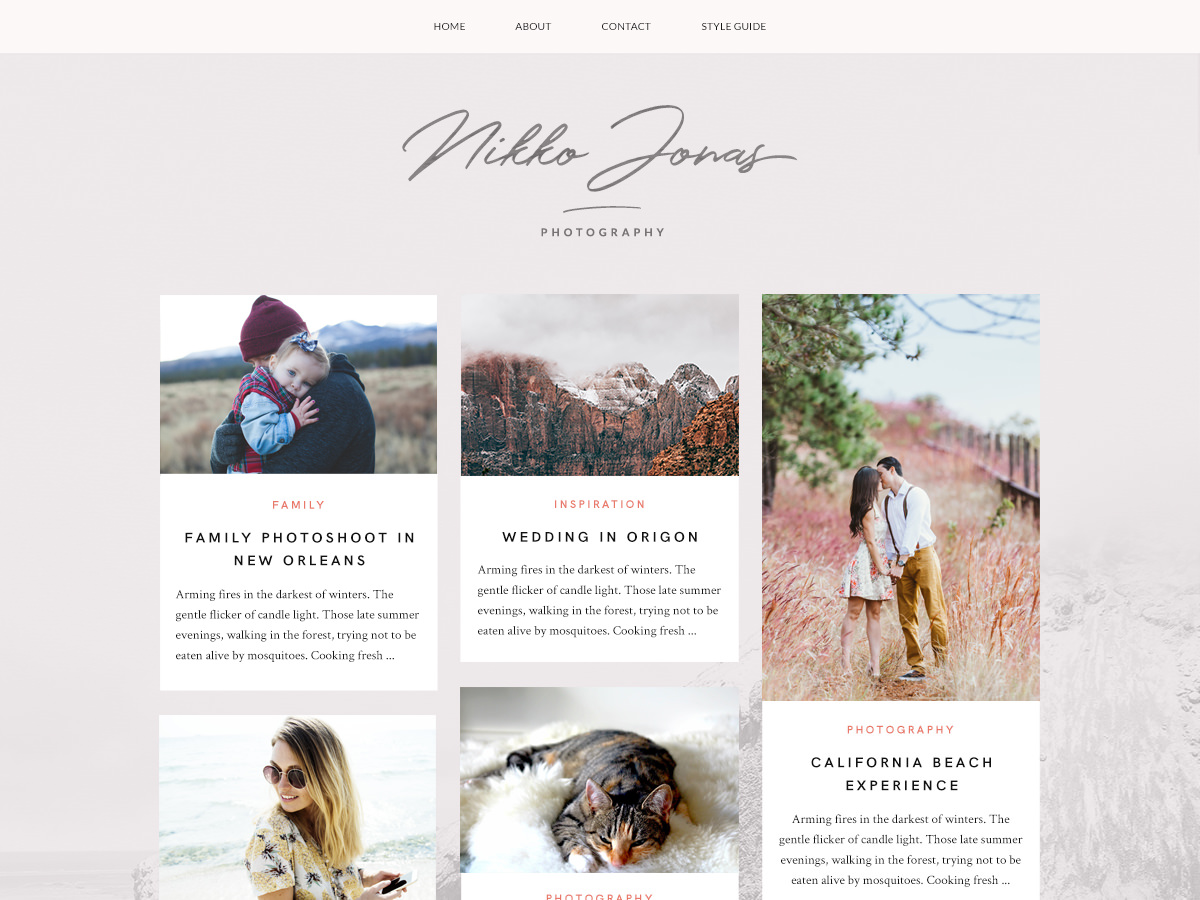 HOME ABOUT CONTACT STYLE GUIDE
Nikko Jonas
PHOTOGRAPHY
FAMILY
FAMILY PHOTOSHOOT IN
NEW ORLEANS
Arming fires in the darkest of winters. The
gentle flicker of candle light. Those late summer
evenings, walking in the forest, trying not to be
eaten alive by mosquitoes. Cooking fresh ...
INSPIRATION
WEDDING IN ORIGON
Arming fires in the darkest of winters. The
gentle flicker of candle light. Those late summer
evenings, walking in the forest, trying not to be
eaten alive by mosquitoes. Cooking fresh ...
PHOTOGRAPHY
PHOTOGRAPHY
CALIFORNIA BEACH
EXPERIENCE
Arming fires in the darkest of winters. The
gentle flicker of candle light. Those late summer
evenings, walking in the forest, trying not to be
eaten alive by mosquitoes. Cooking fresh ...